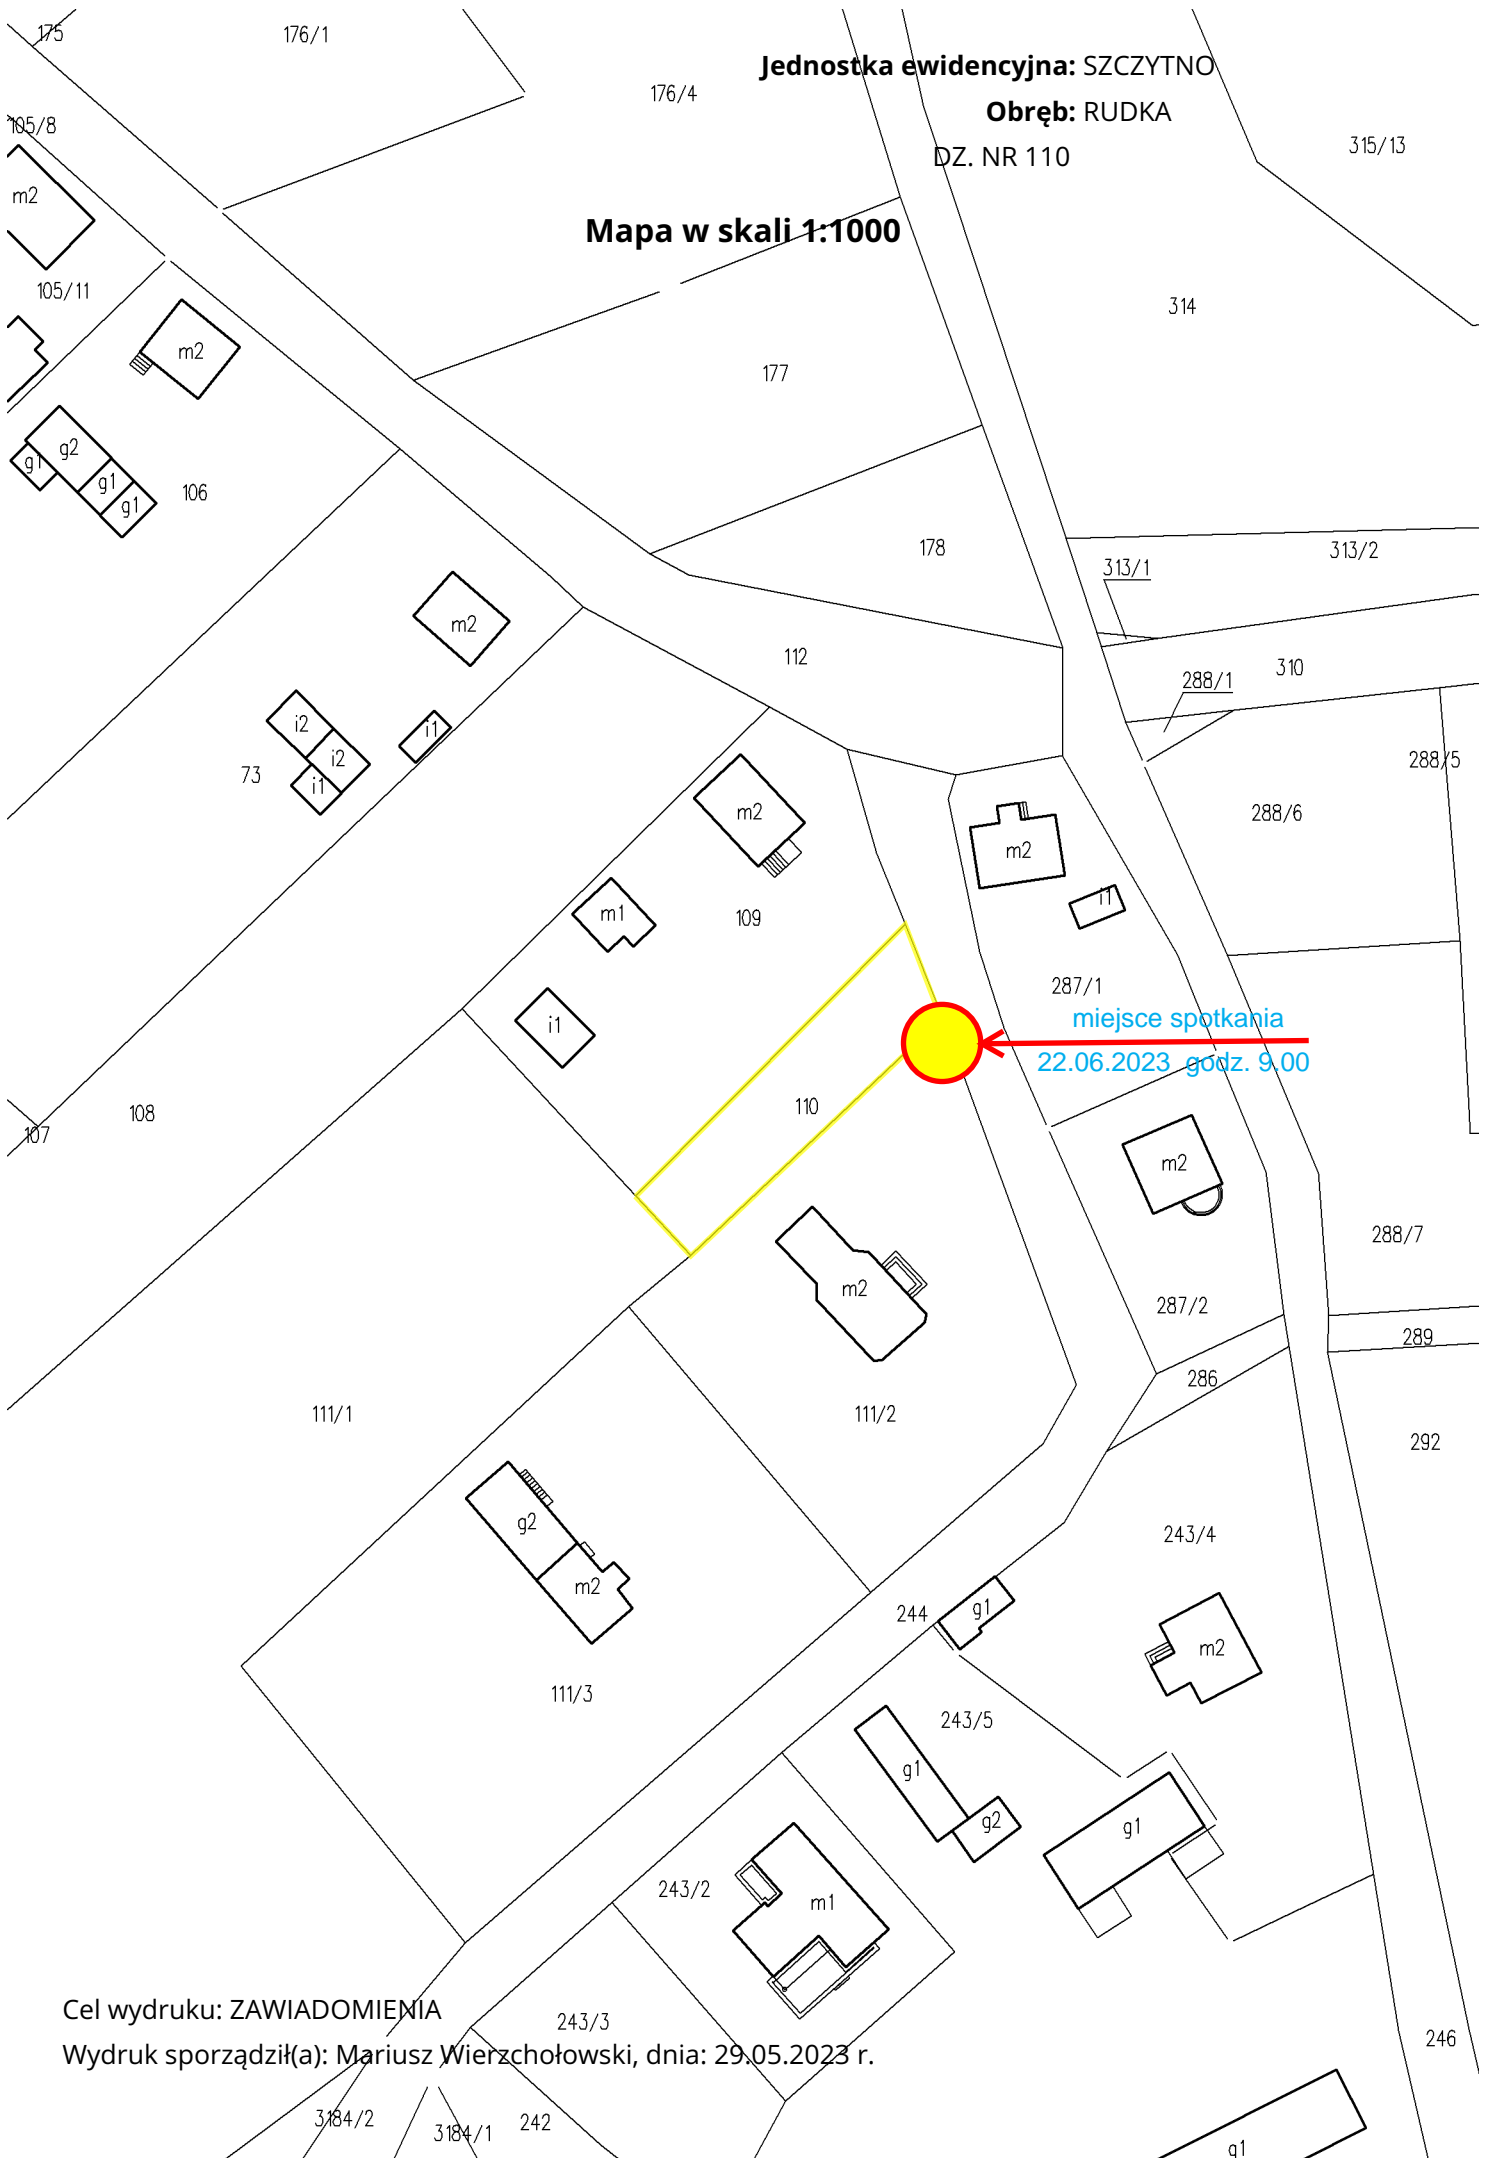 175
176/1
Jednostka ewidencyjna: SZCZYTNO
176/4
Obręb: RUDKA
105/8
315/13
DZ. NR 110
m2
Mapa w skali 1:1000
105/11
314
m2
177
g2
g1
g1
g1
106
178
313/2
313/1
m2
112
310
288/1
i2
i1
i2
73
i1
288/5
m2
288/6
m2
i1
m1
109
287/1
miejsce spotkania
i1
22.06.2023 godz. 9.00
110
108
107
m2
288/7
m2
287/2
289
286
111/1
111/2
292
g2
243/4
m2
g1
244
m2
111/3
243/5
g1
g2
g1
243/2
m1
Cel wydruku: ZAWIADOMIENIA
243/3
246
Wydruk sporządził(a): Mariusz Wierzchołowski, dnia: 29.05.2023 r.
3184/2
242
3184/1
g1